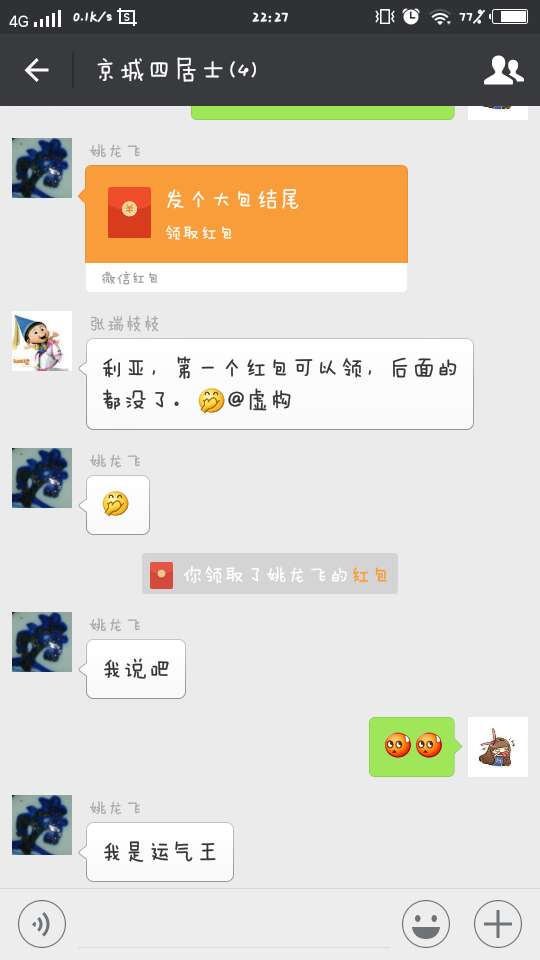 4G 0.1k/s 22:27 77%
京城四居士(4)
姚龙飞
发个大包结尾
领取红包
微信红包
张瑞枝枝
利亚，第一个红包可以领，后面的
都没了。🤭@虚构
姚龙飞
🤭
你领取了姚龙飞的红包
姚龙飞
我说吧
姚龙飞
我是运气王